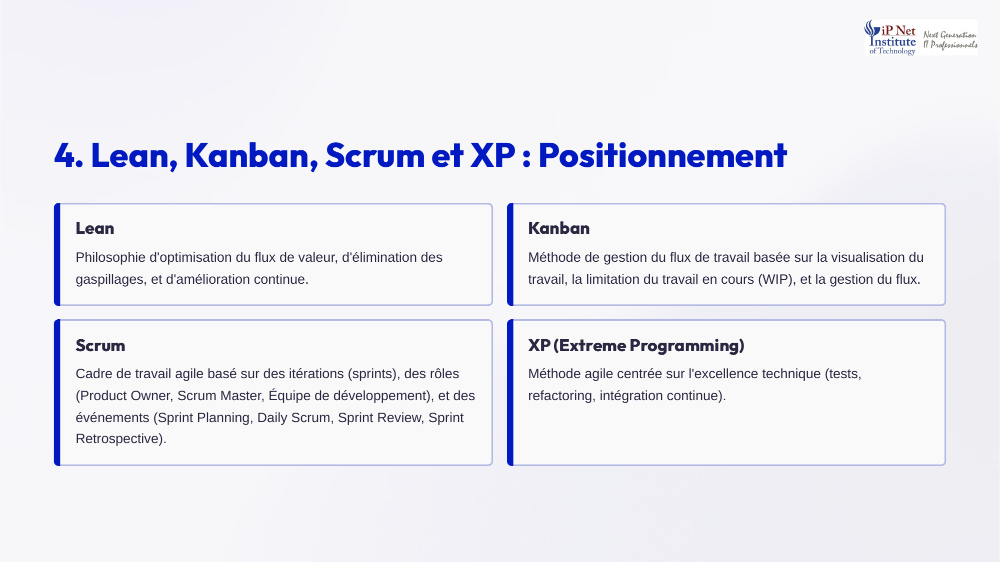 iP Net
Institute
of Technology
Next Generation
IT Professionnels
4. Lean, Kanban, Scrum et XP : Positionnement
Lean
Philosophie d'optimisation du flux de valeur, d'élimination des
gaspillages, et d'amélioration continue.
Kanban
Méthode de gestion du flux de travail basée sur la visualisation du
travail, la limitation du travail en cours (WIP), et la gestion du flux.
Scrum
Cadre de travail agile basé sur des itérations (sprints), des rôles
(Product Owner, Scrum Master, Équipe de développement), et des
événements (Sprint Planning, Daily Scrum, Sprint Review, Sprint
Retrospective).
XP (Extreme Programming)
Méthode agile centrée sur l'excellence technique (tests,
refactoring, intégration continue).